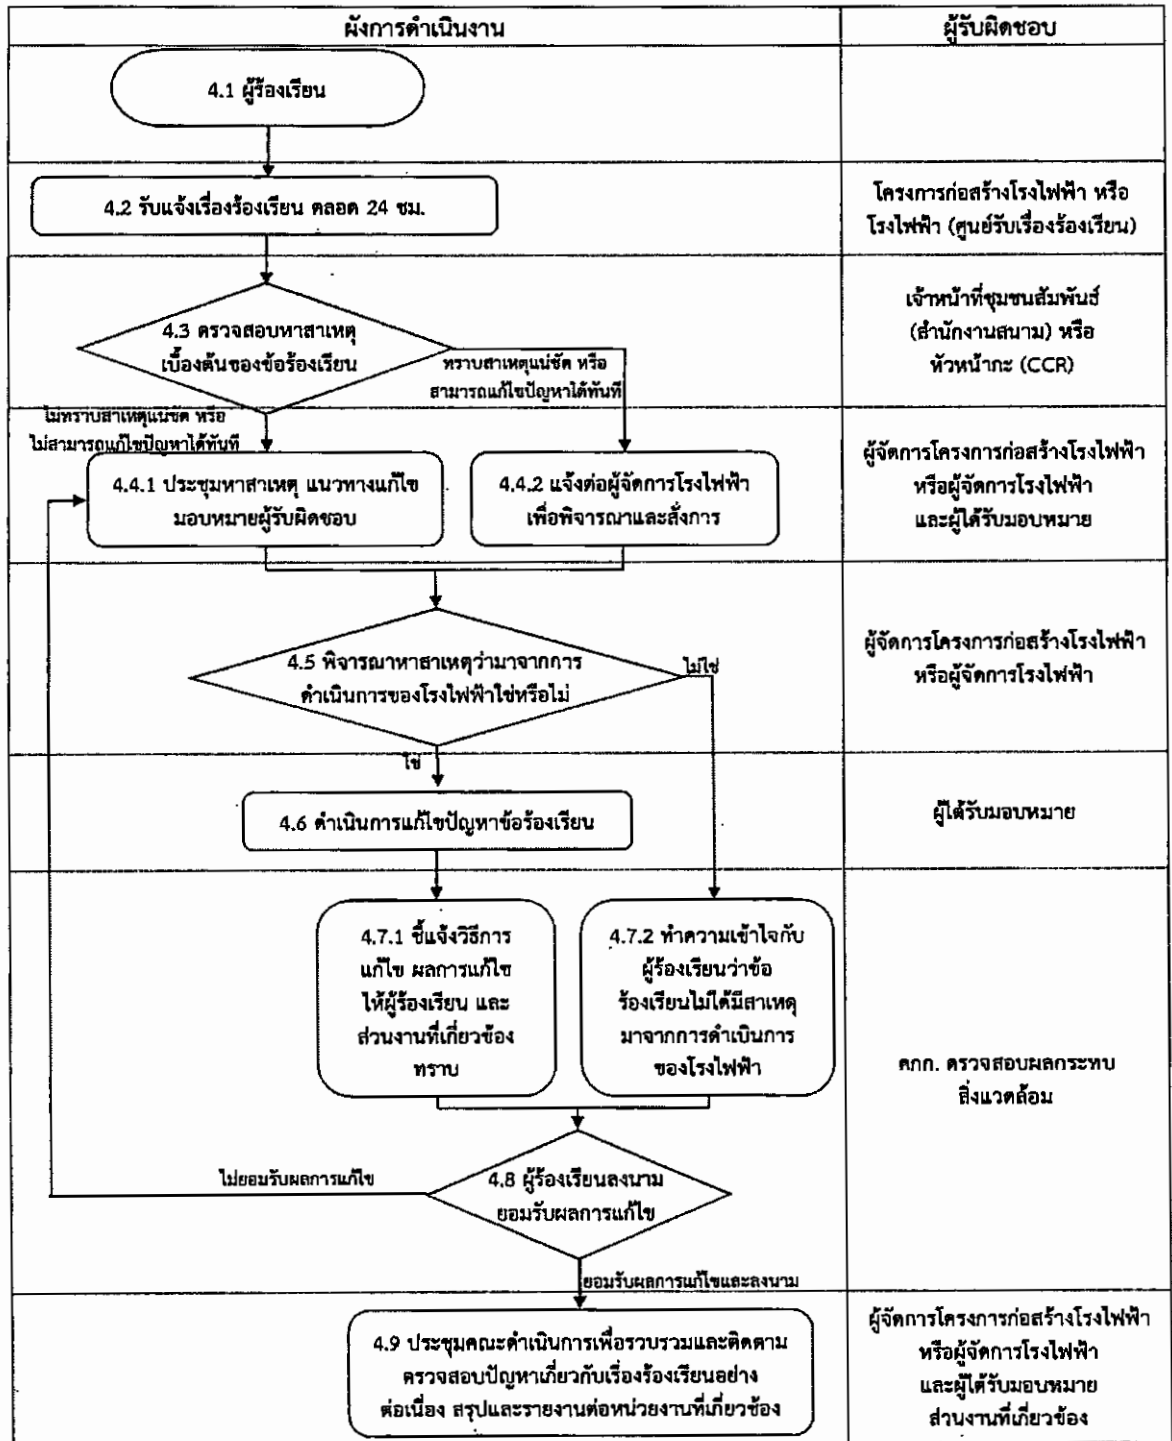 ผังการดำเนินงาน
ผู้รับผิดชอบ
4.1 ผู้ร้องเรียน
4.2 รับแจ้งเรื่องร้องเรียน ตลอด 24 ชม.
โครงการก่อสร้างโรงไฟฟ้า หรือ
โรงไฟฟ้า (ศูนย์รับเรื่องร้องเรียน)
4.3 ตรวจสอบหาสาเหตุ
เบื้องต้นของข้อร้องเรียน
เจ้าหน้าที่ชุมชนสัมพันธ์
(สำนักงานสนาม) หรือ
หัวหน้ากะ (CCR)
ทราบสาเหตุแน่ชัด หรือ
สามารถแก้ไขปัญหาได้ทันที
ไม่ทราบสาเหตุแน่ชัด หรือ
ไม่สามารถแก้ไขปัญหาได้ทันที
4.4.1 ประชุมหาสาเหตุ แนวทางแก้ไข
มอบหมายผู้รับผิดชอบ
4.4.2 แจ้งต่อผู้จัดการโรงไฟฟ้า
เพื่อพิจารณาและสั่งการ
ผู้จัดการโครงการก่อสร้างโรงไฟฟ้า
หรือผู้จัดการโรงไฟฟ้า
และผู้ได้รับมอบหมาย
4.5 พิจารณาหาสาเหตุว่ามาจากการ
ดำเนินการของโรงไฟฟ้าใช่หรือไม่
ไม่ใช่
ผู้จัดการโครงการก่อสร้างโรงไฟฟ้า
หรือผู้จัดการโรงไฟฟ้า
ใช่
4.6 ดำเนินการแก้ไขปัญหาข้อร้องเรียน
ผู้ได้รับมอบหมาย
4.7.1 ชี้แจ้งวิธีการ
แก้ไข ผลการแก้ไข
ให้ผู้ร้องเรียน และ
ส่วนงานที่เกี่ยวข้อง
ทราบ
4.7.2 ทำความเข้าใจกับ
ผู้ร้องเรียนว่าข้อ
ร้องเรียนไม่ได้มีสาเหตุ
มาจากการดำเนินการ
ของโรงไฟฟ้า
คกก. ตรวจสอบผลกระทบ
สิ่งแวดล้อม
ไม่ยอมรับผลการแก้ไข
4.8 ผู้ร้องเรียนลงนาม
ยอมรับผลการแก้ไข
ยอมรับผลการแก้ไขและลงนาม
4.9 ประชุมคณะดำเนินการเพื่อรวบรวมและติดตาม
ตรวจสอบปัญหาเกี่ยวกับเรื่องร้องเรียนอย่าง
ต่อเนื่อง สรุปและรายงานต่อหน่วยงานที่เกี่ยวข้อง
ผู้จัดการโครงการก่อสร้างโรงไฟฟ้า
หรือผู้จัดการโรงไฟฟ้า
และผู้ได้รับมอบหมาย
ส่วนงานที่เกี่ยวข้อง